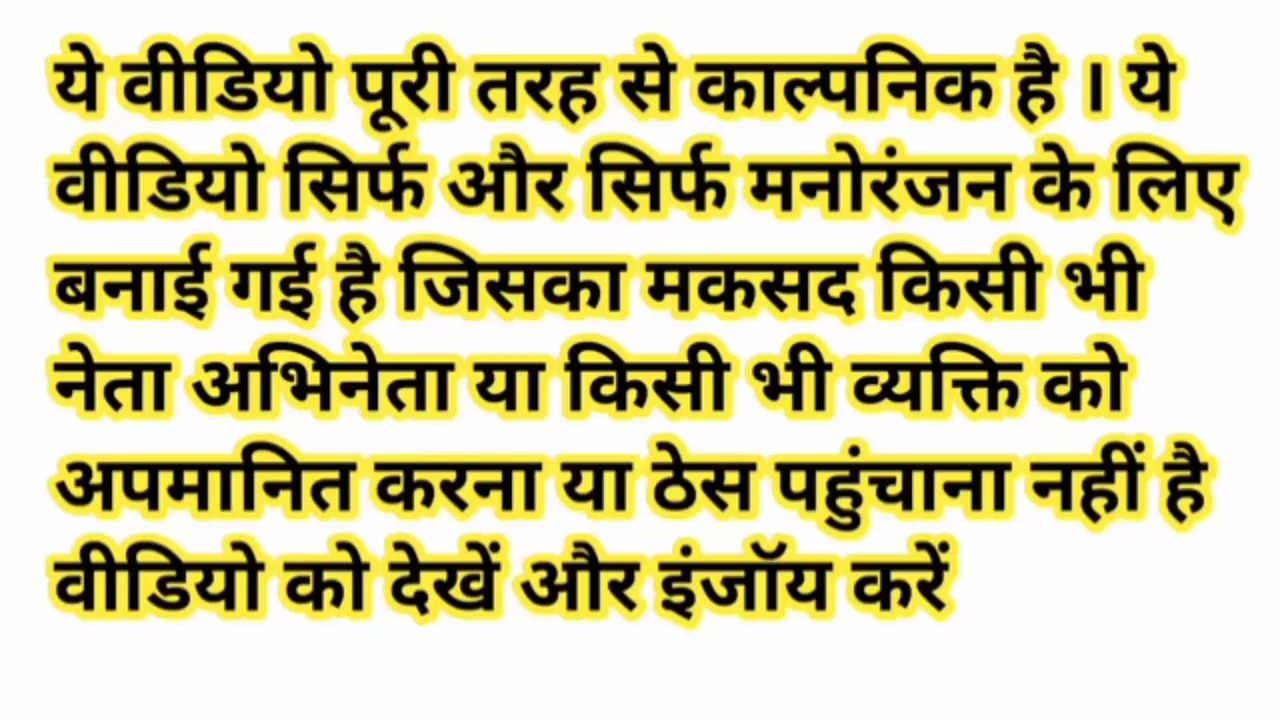 ये वीडियो पूरी तरह से काल्पनिक है । ये
वीडियो सिर्फ और सिर्फ मनोरंजन के लिए
बनाई गई है जिसका मकसद किसी भी
नेता अभिनेता या किसी भी व्यक्ति को
अपमानित करना या ठेस पहुंचाना नहीं है
वीडियो को देखें और इंजॉय करें